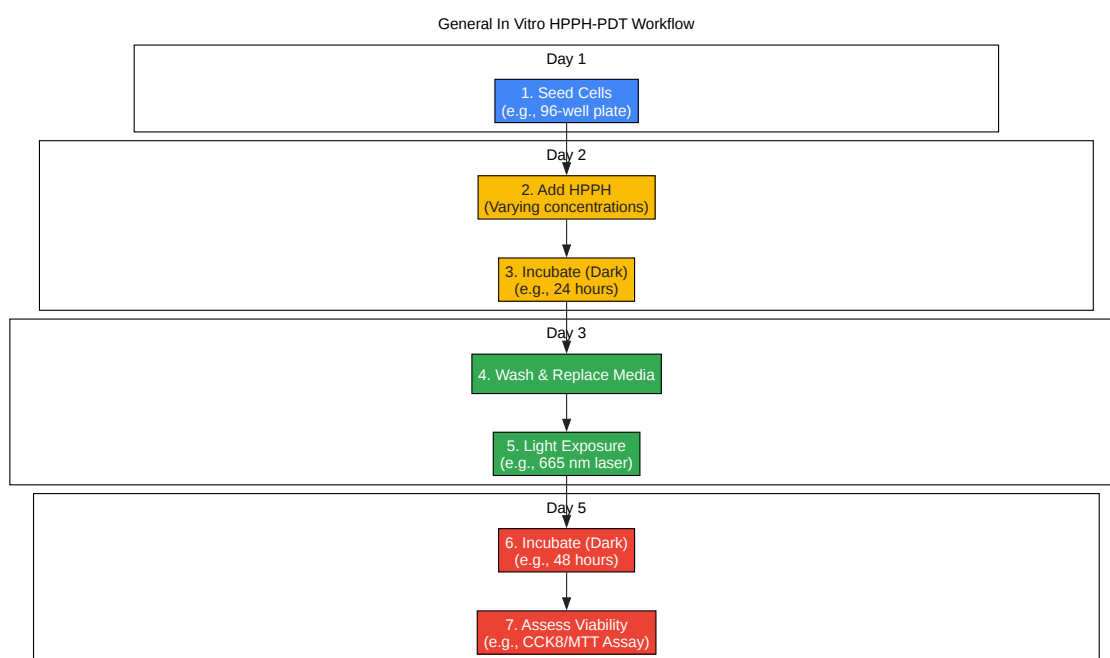 General In Vitro HPPH-PDT Workflow
Day 1
1. Seed Cells
(e.g., 96-well plate)
Day 2
2. Add HPPH
(Varying concentrations)
3. Incubate (Dark)
(e.g., 24 hours)
Day 3
4. Wash & Replace Media
5. Light Exposure
(e.g., 665 nm laser)
Day 5
6. Incubate (Dark)
(e.g., 48 hours)
7. Assess Viability
(e.g., CCK8/MTT Assay)